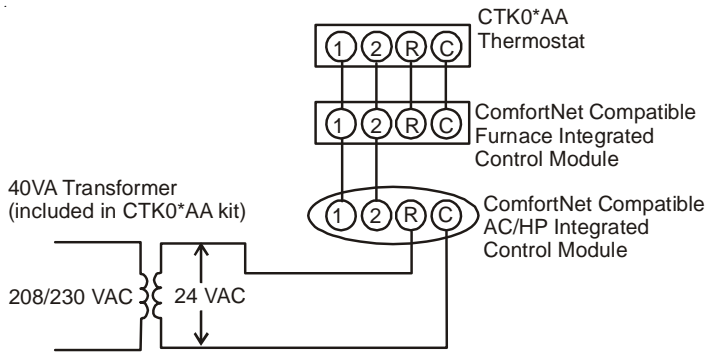 CTK0*AA
Thermostat
1 2 R C
1 2 R C
ComfortNet Compatible
Furnace Integrated
Control Module
40VA Transformer
(included in CTK0*AA kit)
1 2 R C
ComfortNet Compatible
AC/HP Integrated
Control Module
208/230 VAC
24 VAC